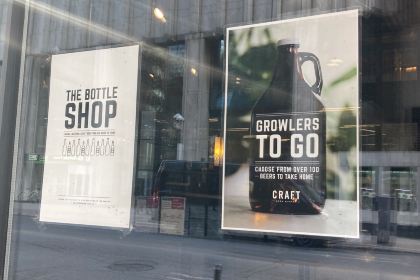 THE BOTTLE
SHOP
GROWLERS
TO GO
CHOOSE FROM OVER 100
BEERS TO TAKE HOME
CRAFT